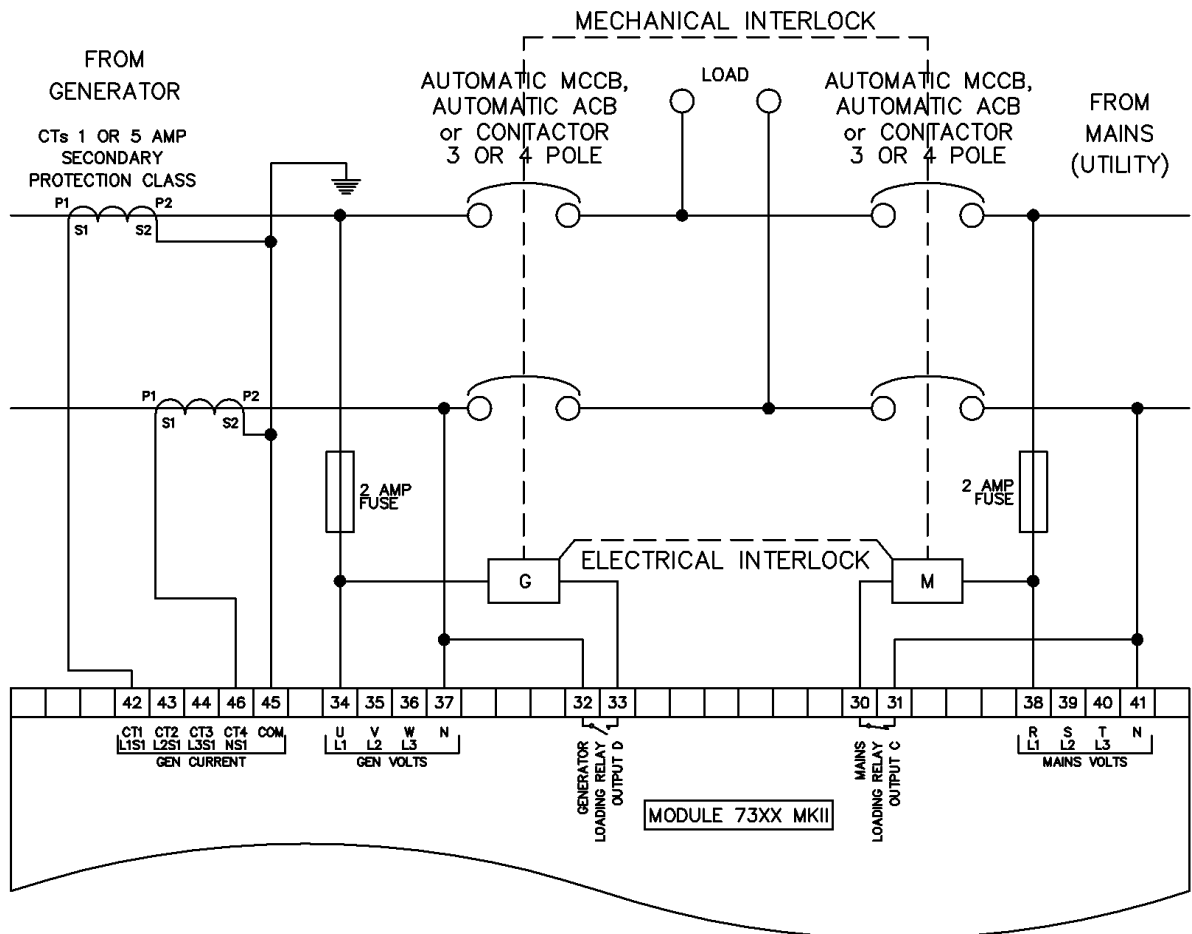 MECHANICAL INTERLOCK
FROM
GENERATOR
CTs 1 OR 5 AMP
SECONDARY
PROTECTION CLASS
AUTOMATIC MCCB,
AUTOMATIC ACB
or CONTACTOR
3 OR 4 POLE
LOAD
AUTOMATIC MCCB,
AUTOMATIC ACB
or CONTACTOR
3 OR 4 POLE
FROM
MAINS
(UTILITY)
P1 P2
S1 S2
P1 P2
S1 S2
2 AMP
FUSE
2 AMP
FUSE
ELECTRICAL INTERLOCK
G
M
42 43 44 46 45 34 35 36 37 32 33 30 31 38 39 40 41
CT1 CT2 CT3 CT4 COM
L1S1 L2S1 L3S1 NS1
GEN CURRENT
U V W N
L1 L2 L3
GEN VOLTS
GENERATOR
LOADING RELAY
OUTPUT D
MAINS
LOADING RELAY
OUTPUT C
R S T N
L1 L2 L3
MAINS VOLTS
MODULE 73XX MKII